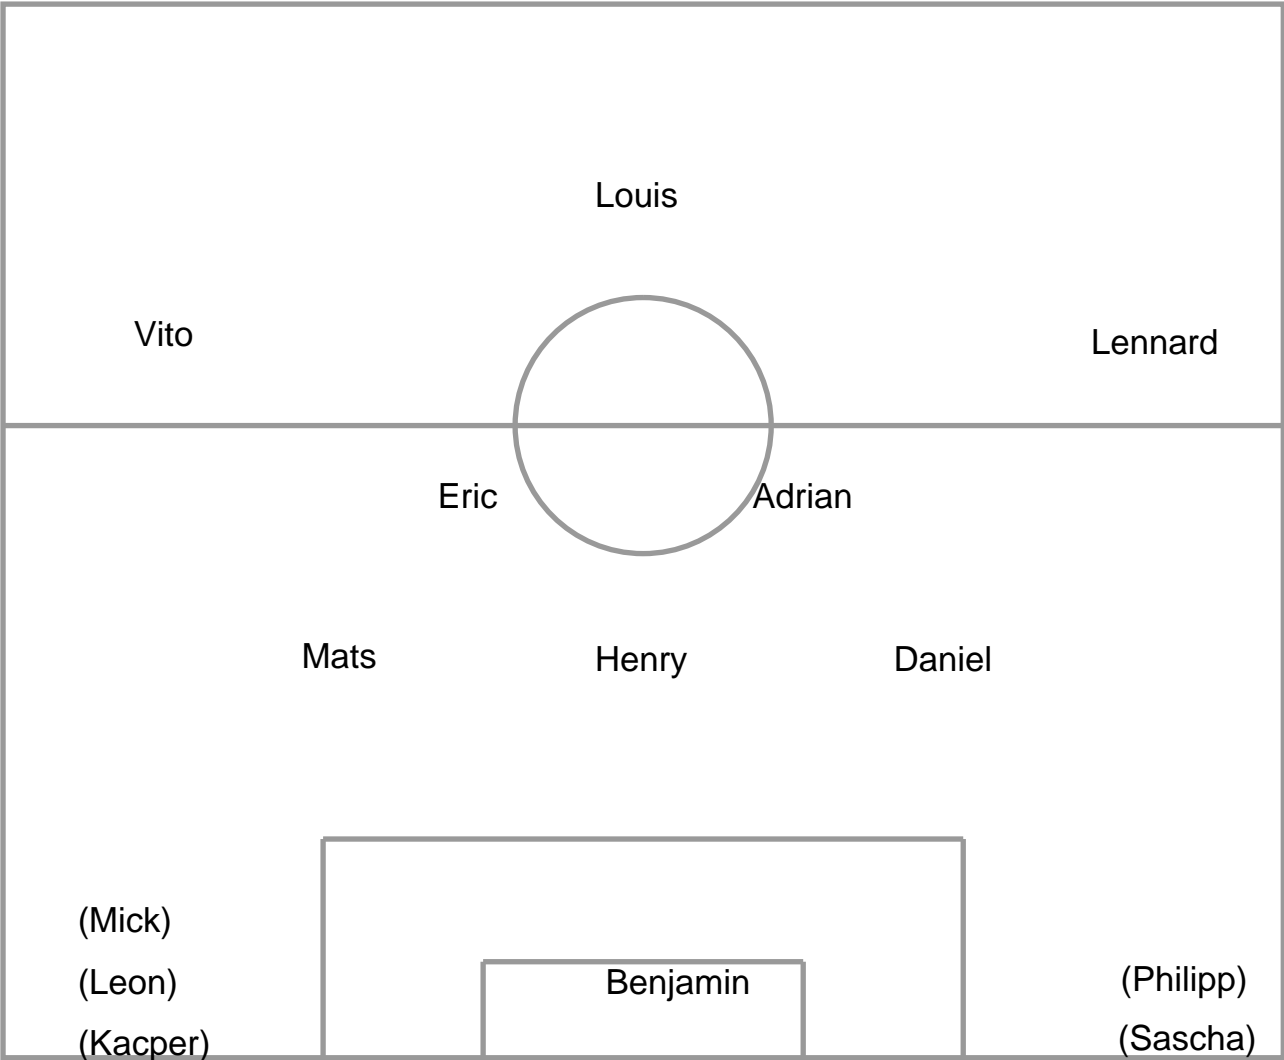 Louis
Vito
Lennard
Eric
Adrian
Mats
Henry
Daniel
(Mick)
(Leon)
Benjamin
(Philipp)
(Kacper)
(Sascha)